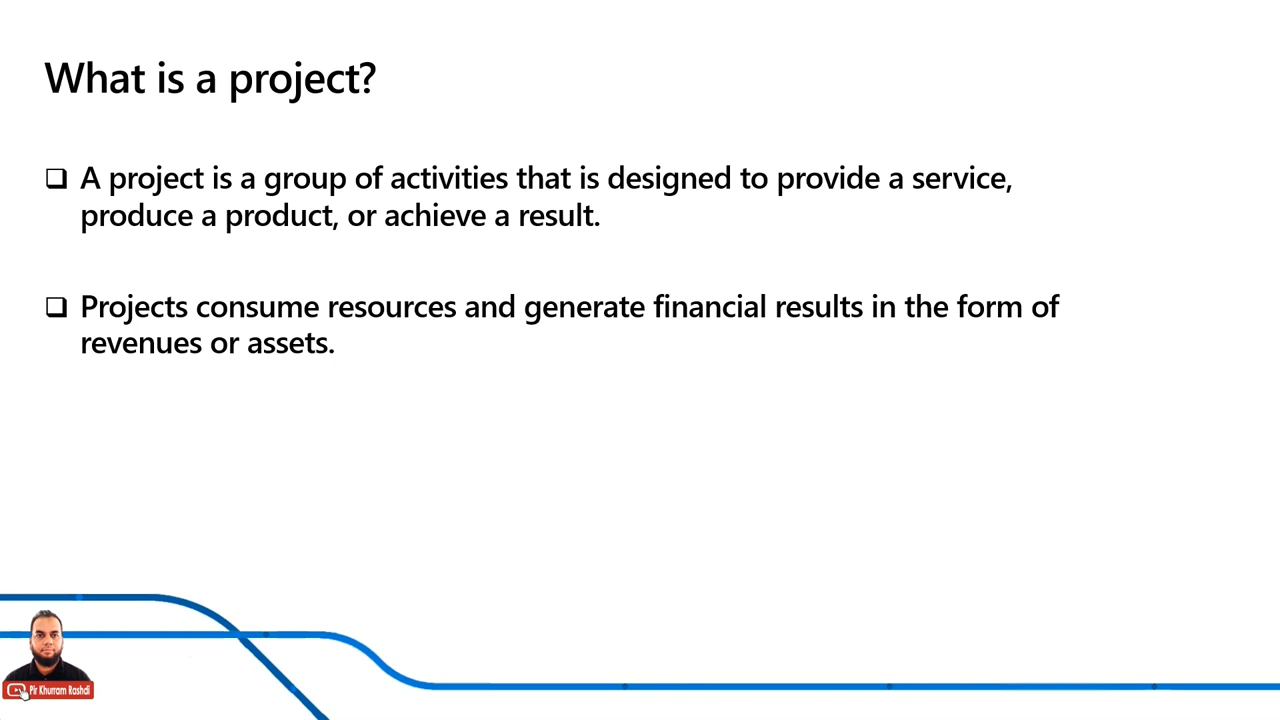 What is a project?
❑ A project is a group of activities that is designed to provide a service,
produce a product, or achieve a result.
❑ Projects consume resources and generate financial results in the form of
revenues or assets.
Pir Khurram Rashdi